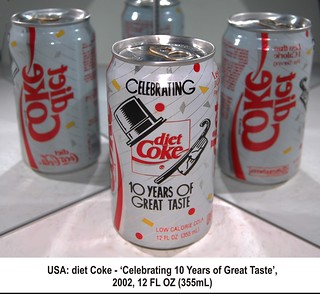 CELEBRATING
diet
Coke
10 YEARS OF
GREAT TASTE
LOW CALORIE COLA
12 FL OZ (355 mL)
diet
Coke
diet
Coke
USA: diet Coke - ‘Celebrating 10 Years of Great Taste’,
2002, 12 FL OZ (355mL)